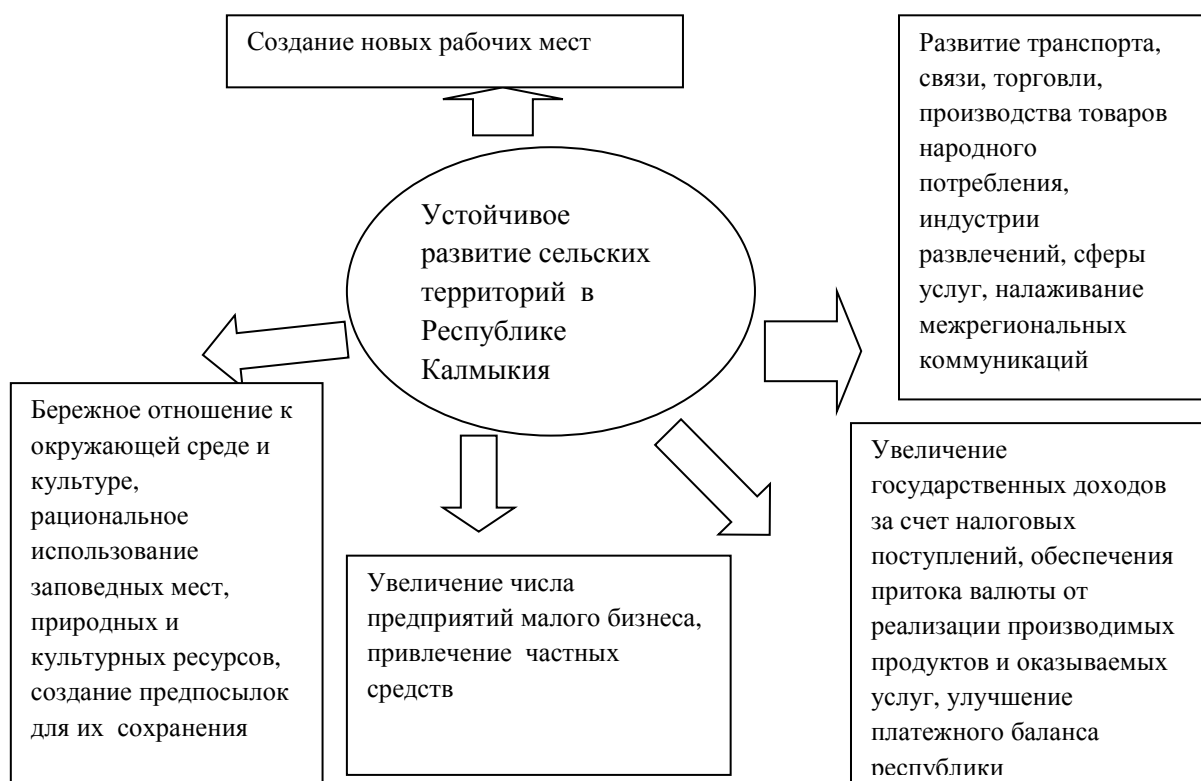 Создание новых рабочих мест
Развитие транспорта,
связи, торговли,
производства товаров
народного
потребления,
индустрии
развлечений, сферы
услуг, налаживание
межрегиональных
коммуникаций
Устойчивое
развитие сельских
территорий в
Республике
Калмыкия
Бережное отношение к
окружающей среде и
культуре,
рациональное
использование
заповедных мест,
природных и
культурных ресурсов,
создание предпосылок
для их сохранения
Увеличение числа
предприятий малого бизнеса,
привлечение частных
средств
Увеличение
государственных доходов
за счет налоговых
поступлений, обеспечения
притока валюты от
реализации производимых
продуктов и оказываемых
услуг, улучшение
платежного баланса
республики